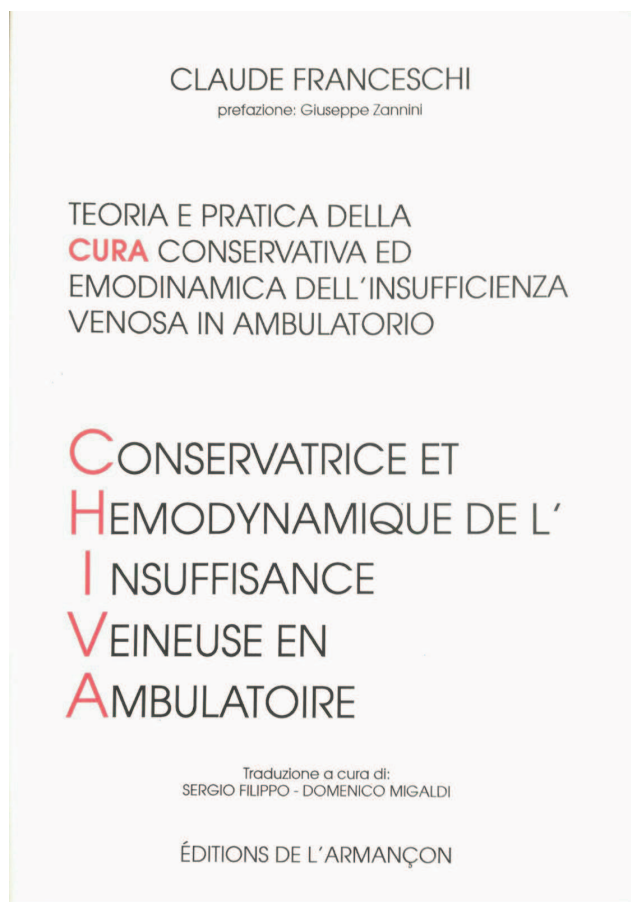 CLAUDE FRANCESCHI
prefazione: Giuseppe Zannini
TEORIA E PRATICA DELLA
CURA CONSERVATIVA ED
EMODINAMICA DELL'INSUFFICIENZA
VENOSA IN AMBULATORIO
CONSERVATRICE ET
HEMODYNAMIQUE DE L'
INSUFFISANCE
VEINEUSE EN
AMBULATOIRE
Traduzione a cura di:
SERGIO FILIPPO - DOMENICO MIGALDI
ÉDITIONS DE L'ARMANÇON